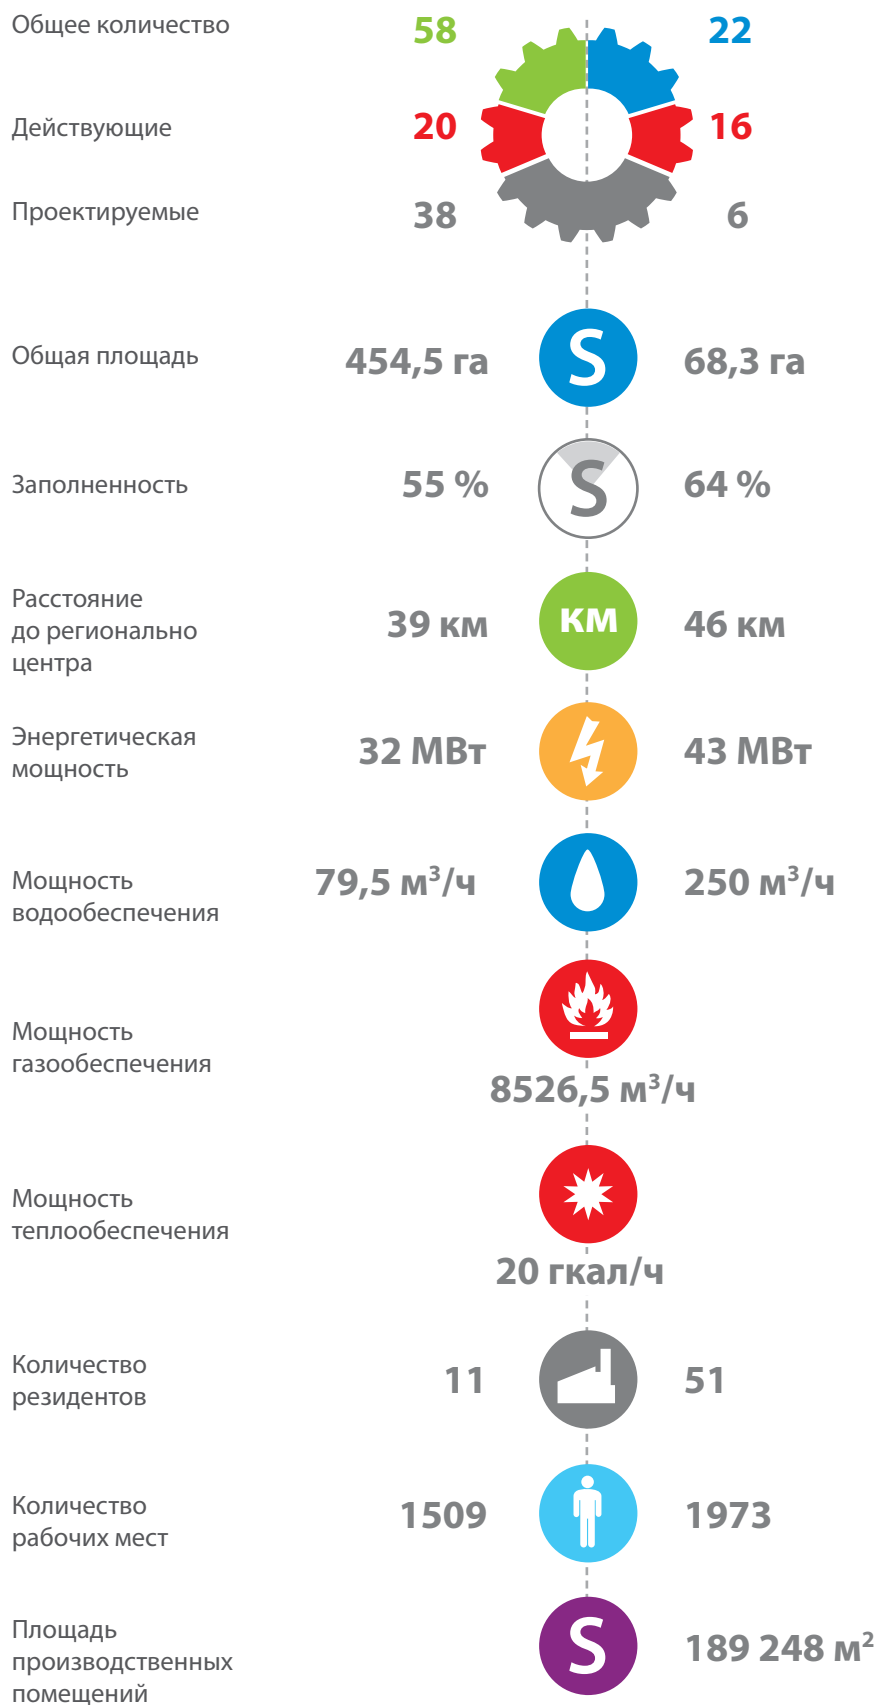 Общее количество
58
22
Действующие
20
16
Проектируемые
38
6
Общая площадь
454,5 га
S
68,3 га
Заполненность
55 %
S
64 %
Расстояние
до регионально
центра
39 км
км
46 км
Энергетическая
мощность
32 МВт
43 МВт
Мощность
водообеспечения
79,5 м³/ч
250 м³/ч
Мощность
газообеспечения
8526,5 м³/ч
Мощность
теплообеспечения
20 гкал/ч
Количество
резидентов
11
51
Количество
рабочих мест
1509
1973
Площадь
производственных
помещений
S
189 248 м²